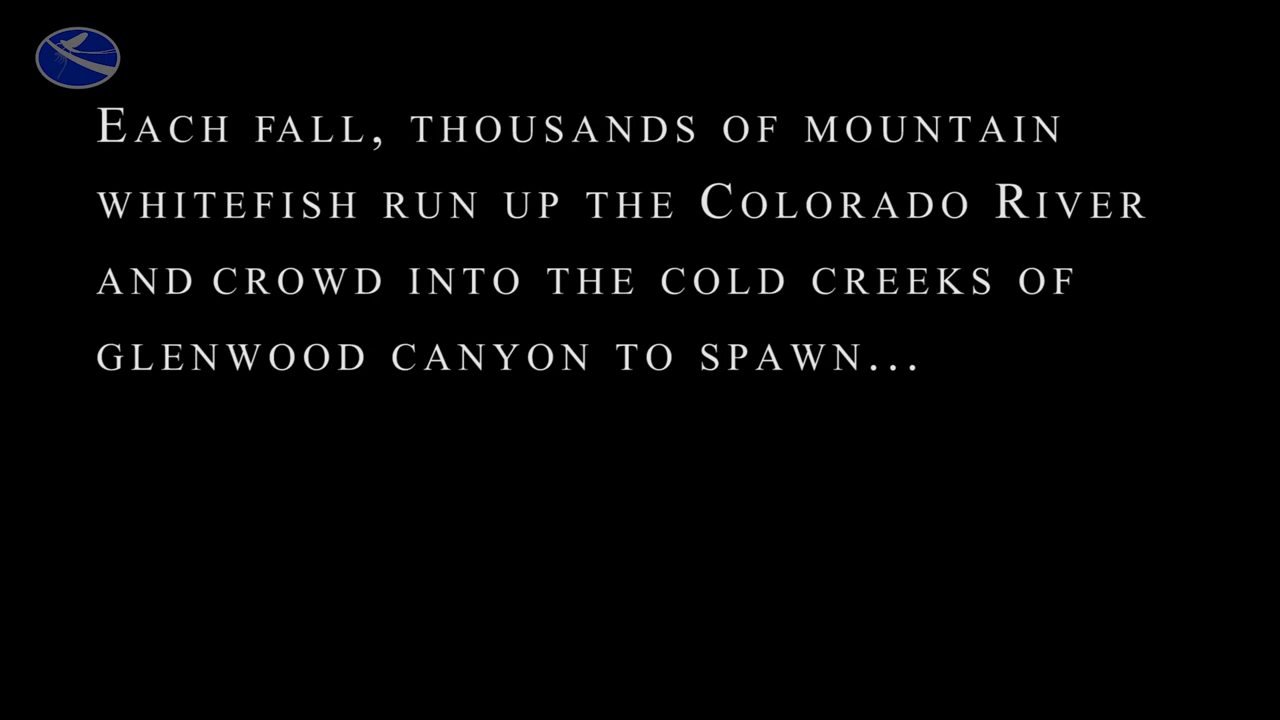 Each fall, thousands of mountain
whitefish run up the Colorado River
and crowd into the cold creeks of
glenwood canyon to spawn...